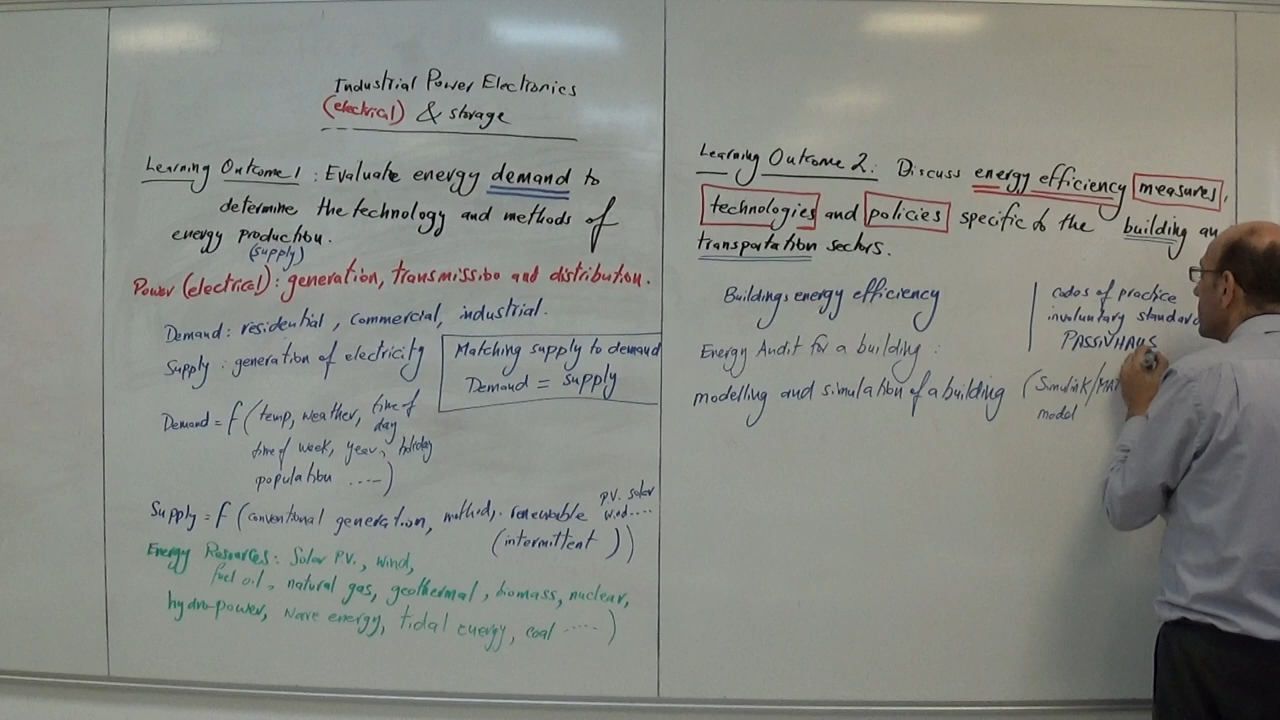 Industrial Power Electronics
(electrical) & storage
Learning Outcome 1 : Evaluate energy demand to
determine the technology and methods of
energy production.
(supply)
Power (electrical) : generation, transmission and distribution.
Demand : residential, commercial, industrial.
Supply : generation of electricity
Matching supply to demand
Demand = supply
Demand = f (temp, weather, time of
day
time of week, year, holiday
population ....)
Supply = f (conventional generation, method, renewable PV. solar
wind....
(intermittent))
Energy Resources : Solar PV., wind,
fuel oil, natural gas, geothermal, biomass, nuclear,
hydro-power, wave energy, tidal energy, coal .....)
Learning Outcome 2 : Discuss energy efficiency measures,
technologies and policies specific to the building an
transportation sectors.
Buildings energy efficiency
codes of practice
involuntary standard
PASSIVHAUS
Energy Audit for a building :
modelling and simulation of a building (Simulink/MAT
model